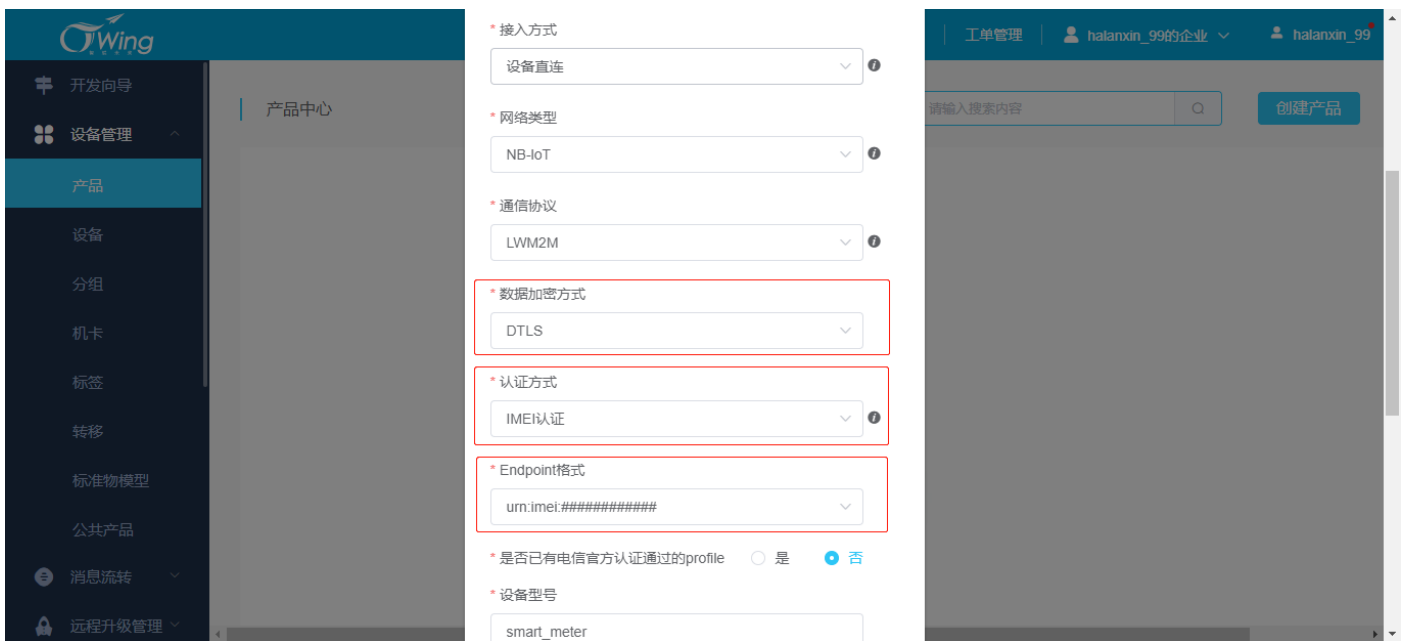 Wing
工单管理
halanxin_99的企业
halanxin_99
开发向导
设备管理
产品
设备
分组
机卡
标签
转移
标准物模型
公共产品
消息流转
远程升级管理
产品中心
请输入搜索内容
创建产品
* 接入方式
设备直连
* 网络类型
NB-IoT
* 通信协议
LWM2M
* 数据加密方式
DTLS
* 认证方式
IMEI认证
* Endpoint格式
urn:imei:############
* 是否已有电信官方认证通过的profile 是 否
* 设备型号
smart_meter